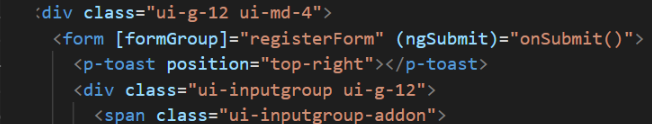 <div class="ui-g-12 ui-md-4">
<form [formGroup]="registerForm" (ngSubmit)="onSubmit()">
<p-toast position="top-right"></p-toast>
<div class="ui-inputgroup ui-g-12">
<span class="ui-inputgroup-addon">